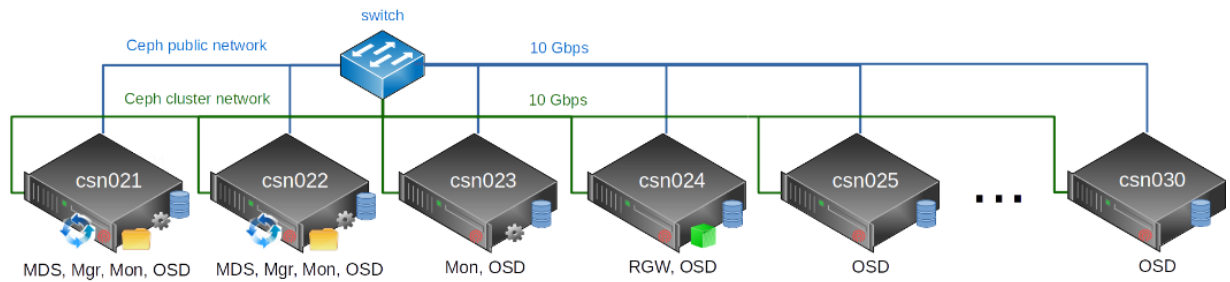 switch
Ceph public network
10 Gbps
Ceph cluster network
10 Gbps
csn021
csn022
csn023
csn024
csn025
...
csn030
MDS, Mgr, Mon, OSD
MDS, Mgr, Mon, OSD
Mon, OSD
RGW, OSD
OSD
OSD